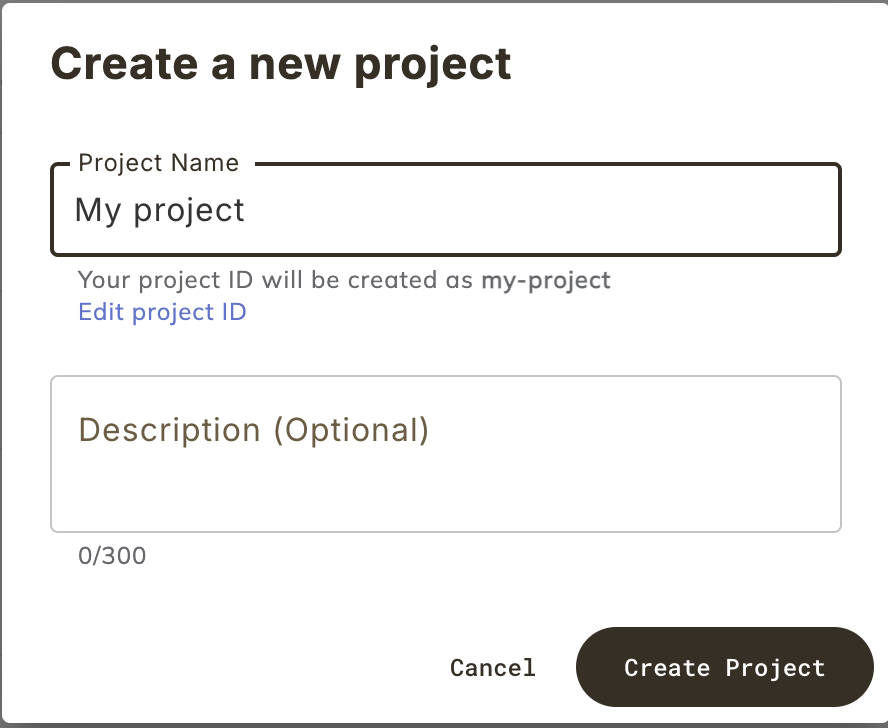 Create a new project
Project Name
My project
Your project ID will be created as my-project
Edit project ID
Description (Optional)
0/300
Cancel
Create Project